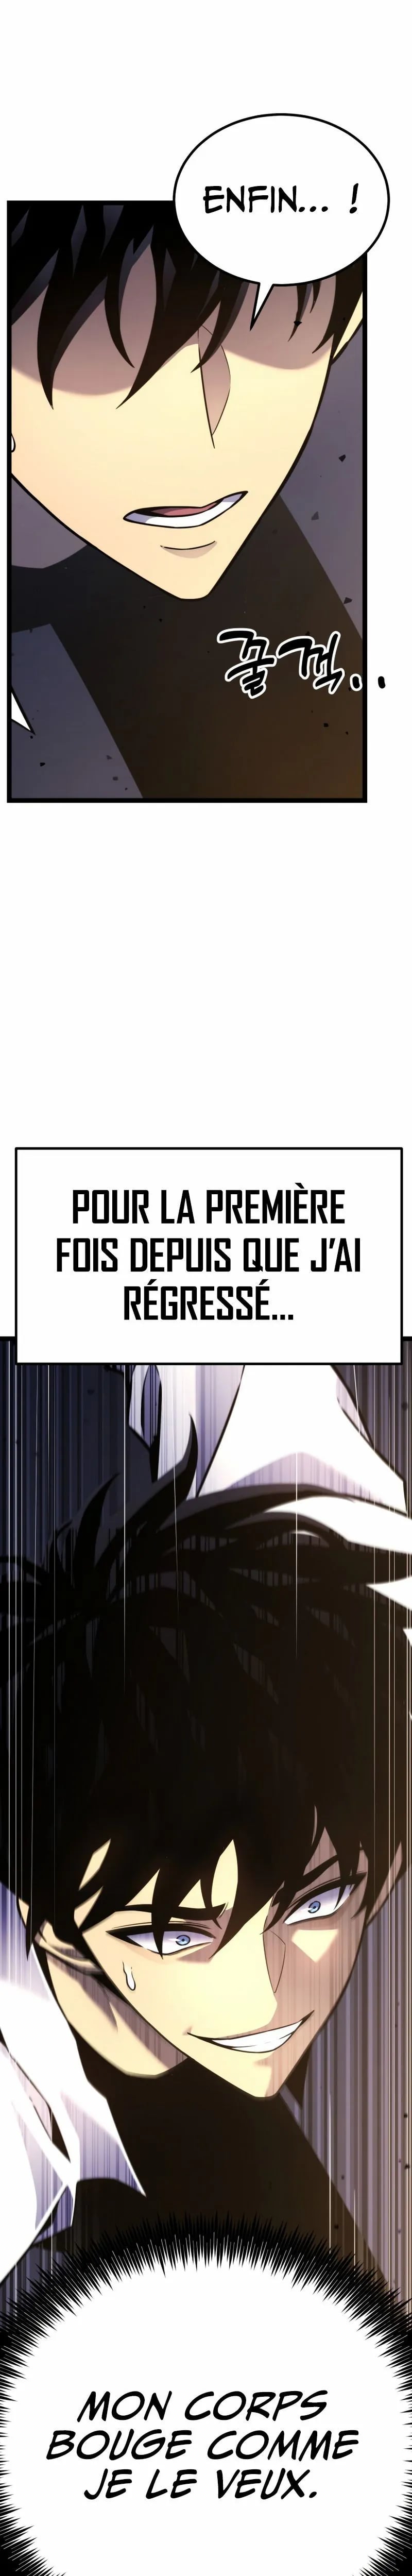 ENFIN... !
꿀꺽..
POUR LA PREMIÈRE
FOIS DEPUIS QUE J'AI
RÉGRESSÉ...
MON CORPS
BOUGE COMME
JE LE VEUX.